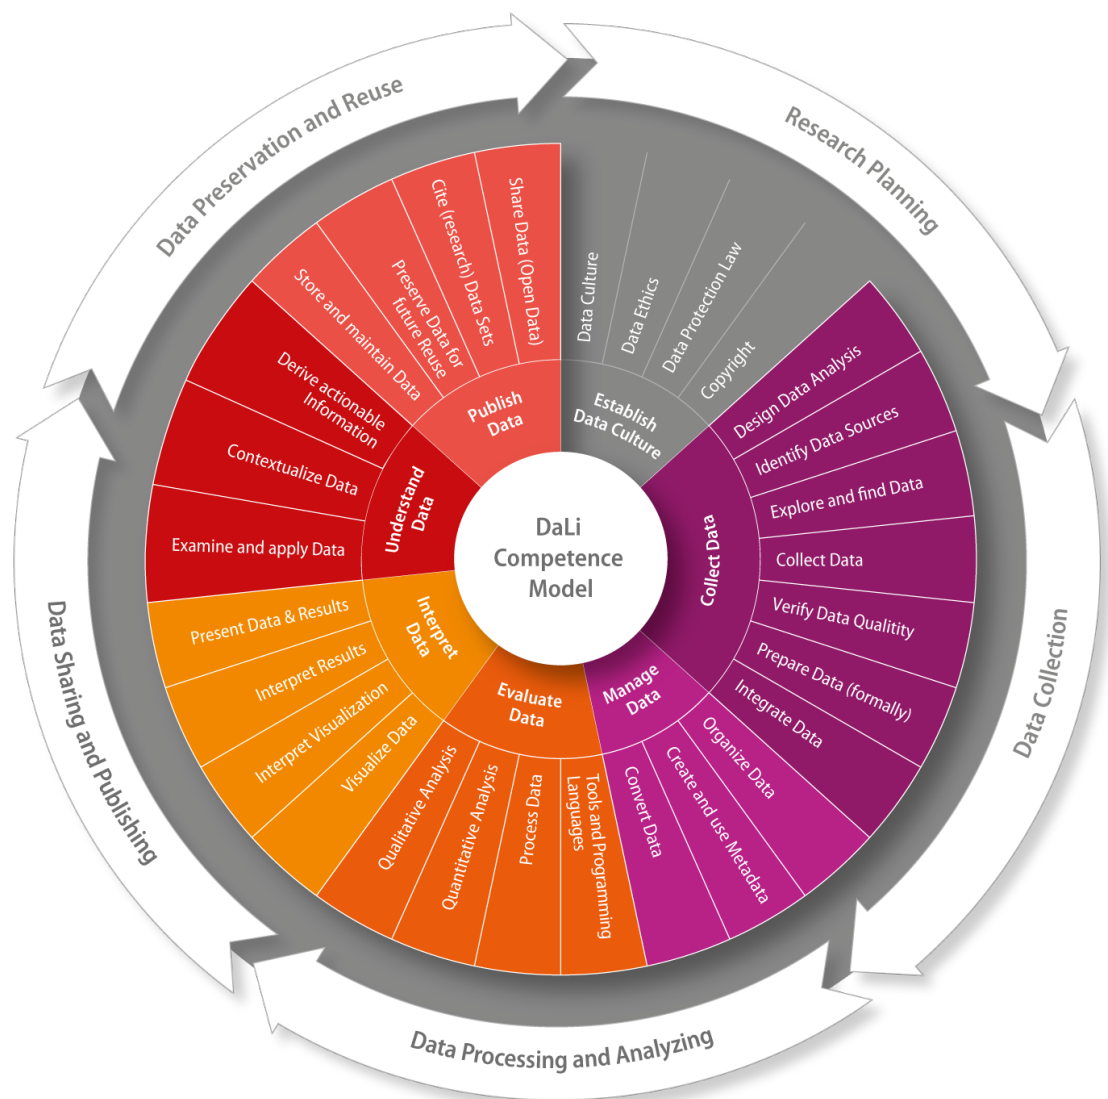 DaLi
Competence
Model
Research Planning
Data Collection
Data Processing and Analyzing
Data Sharing and Publishing
Data Preservation and Reuse
Establish
Data Culture
Data Culture
Data Ethics
Data Protection Law
Copyright
Collect Data
Design Data Analysis
Identify Data Sources
Explore and find Data
Collect Data
Verify Data Qualitity
Prepare Data (formally)
Integrate Data
Manage
Data
Organize Data
Create and use Metadata
Convert Data
Evaluate
Data
Tools and Programming
Languages
Process Data
Quantitative Analysis
Qualitative Analysis
Interpret
Data
Visualize Data
Interpret Visualization
Interpret Results
Present Data & Results
Understand
Data
Examine and apply Data
Contextualize Data
Derive actionable
Information
Publish
Data
Store and maintain Data
Preserve Data for
future Reuse
Cite (research) Data Sets
Share Data (Open Data)